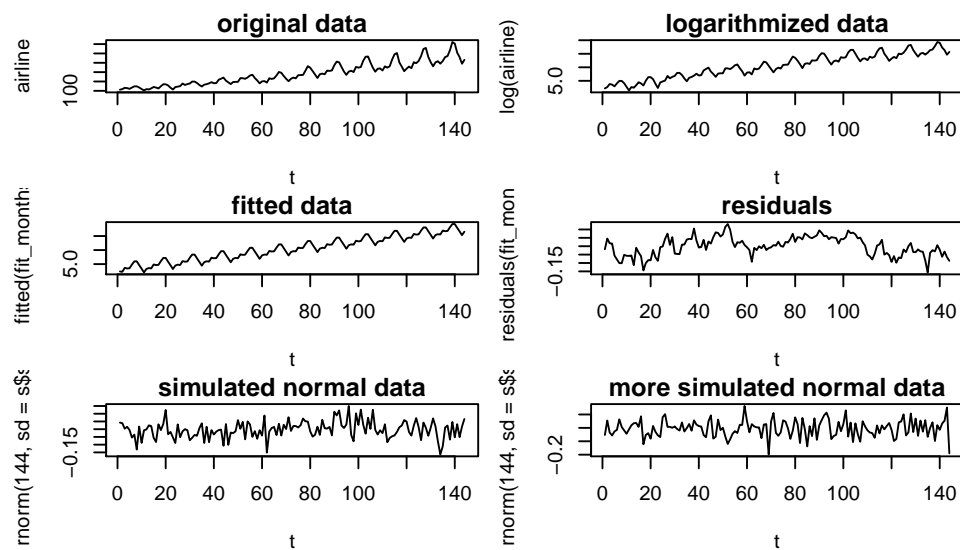 original data
airline
100
0 20 40 60 80 100 140
t
logarithmized data
log(airline)
5.0
0 20 40 60 80 100 140
t
fitted data
fitted(fit_month
5.0
0 20 40 60 80 100 140
t
residuals
residuals(fit_mon
−0.15
0 20 40 60 80 100 140
t
simulated normal data
rnorm(144, sd = s$s
−0.15
0 20 40 60 80 100 140
t
more simulated normal data
rnorm(144, sd = s$s
−0.2
0 20 40 60 80 100 140
t